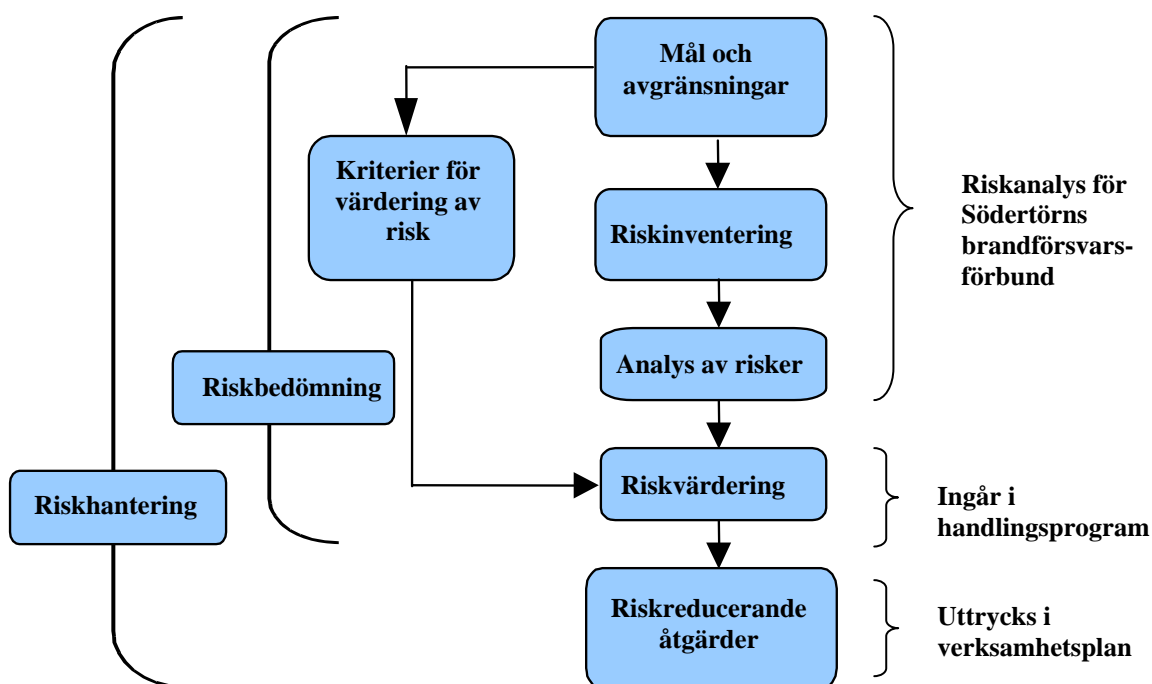 Mål och
avgränsningar
Kriterier för
värdering av
risk
Riskinventering
Riskanalys för
Södertörns
brandförsvars-
förbund
Analys av risker
Riskbedömning
Riskvärdering
Riskhantering
Ingår i
handlingsprogram
Riskreducerande
åtgärder
Uttrycks i
verksamhetsplan